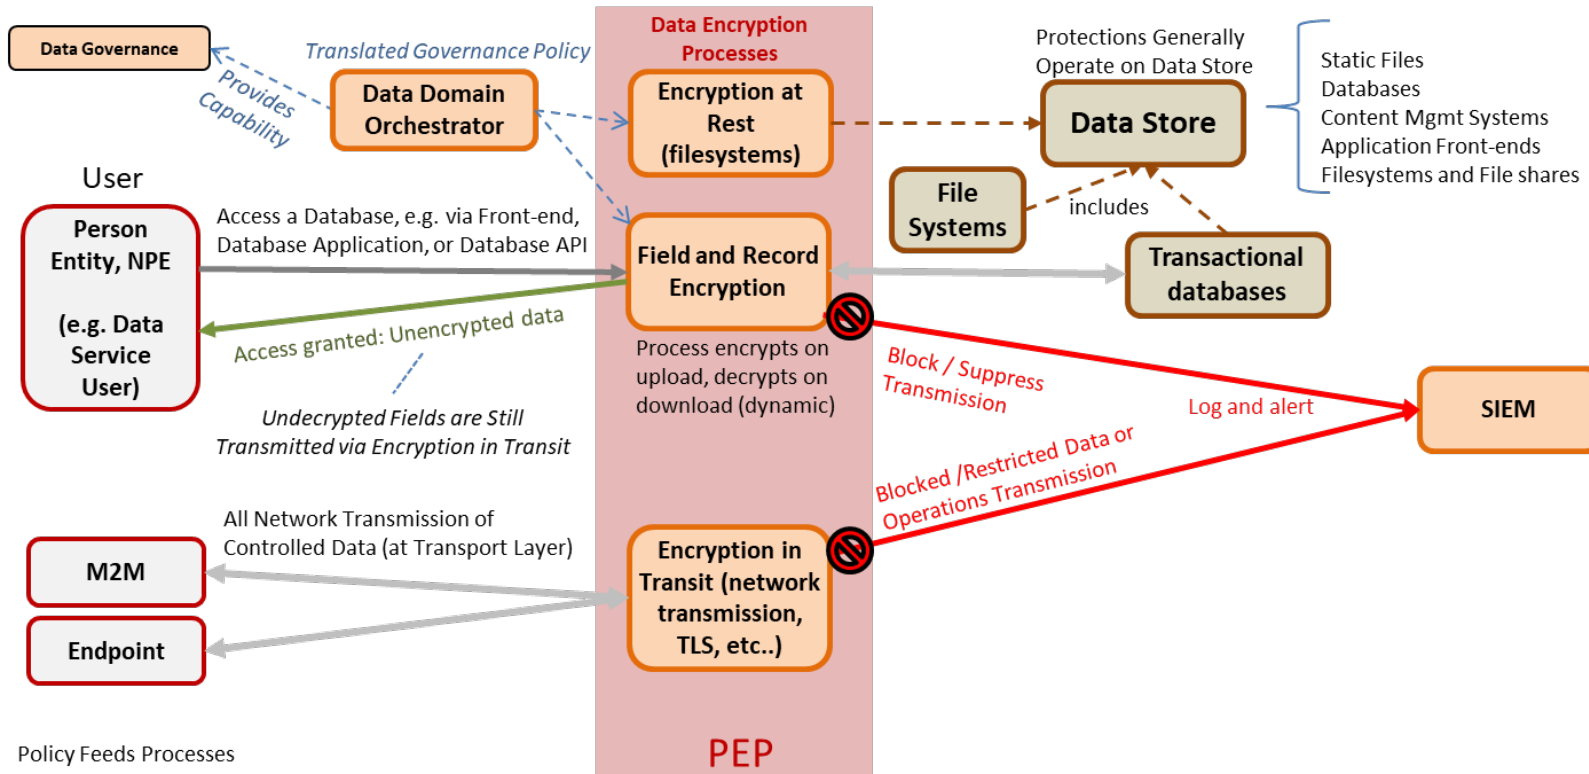 Data Governance
Translated Governance Policy
Provides
Capability
Data Domain
Orchestrator
Data Encryption
Processes
Encryption at
Rest
(filesystems)
Protections Generally
Operate on Data Store
Data Store
Static Files
Databases
Content Mgmt Systems
Application Front-ends
Filesystems and File shares
User
Person
Entity, NPE
(e.g. Data
Service
User)
Access a Database, e.g. via Front-end,
Database Application, or Database API
Field and Record
Encryption
File
Systems
includes
Transactional
databases
Access granted: Unencrypted data
Process encrypts on
upload, decrypts on
download (dynamic)
Undecrypted Fields are Still
Transmitted via Encryption in Transit
Block / Suppress
Transmission
Log and alert
SIEM
Blocked /Restricted Data or
Operations Transmission
All Network Transmission of
Controlled Data (at Transport Layer)
M2M
Endpoint
Encryption in
Transit (network
transmission,
TLS, etc..)
Policy Feeds Processes
PEP